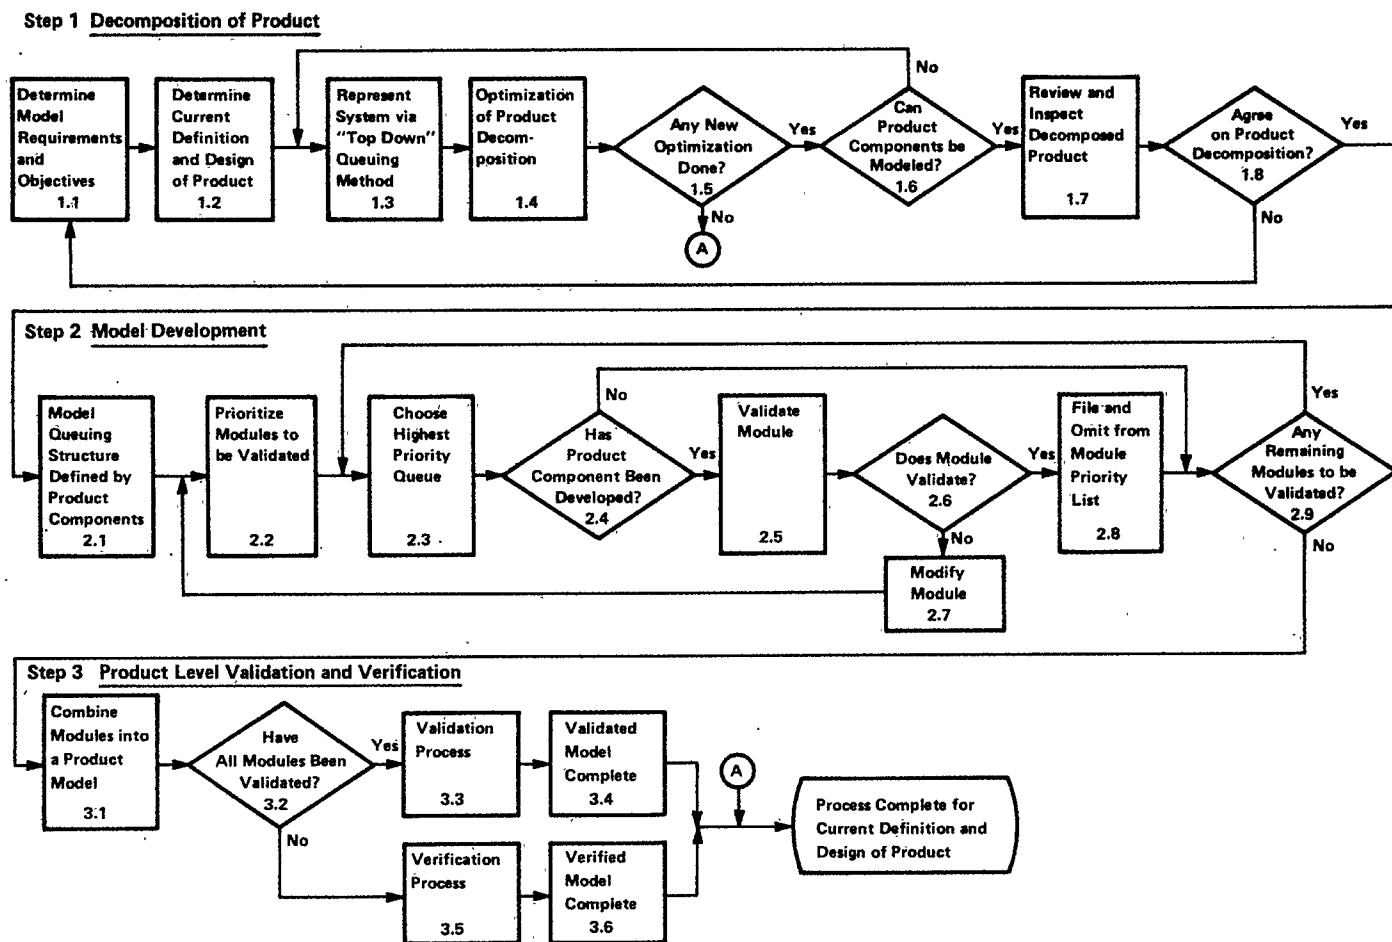 Step 1 Decomposition of Product
Determine
Model
Requirements
and
Objectives
1.1
Determine
Current
Definition
and Design
of Product
1.2
Represent
System via
"Top Down"
Queuing
Method
1.3
Optimization
of Product
Decom-
position
1.4
Any New
Optimization
Done?
1.5
Yes
No
A
Can
Product
Components be
Modeled?
1.6
No
Yes
Review and
Inspect
Decomposed
Product
1.7
Agree
on Product
Decomposition?
1.8
Yes
No
Step 2 Model Development
Model
Queuing
Structure
Defined by
Product
Components
2.1
Prioritize
Modules to
be Validated
2.2
Choose
Highest
Priority
Queue
2.3
Has
Product
Component Been
Developed?
2.4
No
Yes
Validate
Module
2.5
Does Module
Validate?
2.6
Yes
No
Modify
Module
2.7
File and
Omit from
Module
Priority
List
2.8
Any
Remaining
Modules to be
Validated?
2.9
Yes
No
Step 3 Product Level Validation and Verification
Combine
Modules into
a Product
Model
3.1
Have
All Modules Been
Validated?
3.2
Yes
No
Validation
Process
3.3
Validated
Model
Complete
3.4
Verification
Process
3.5
Verified
Model
Complete
3.6
A
Process Complete for
Current Definition and
Design of Product